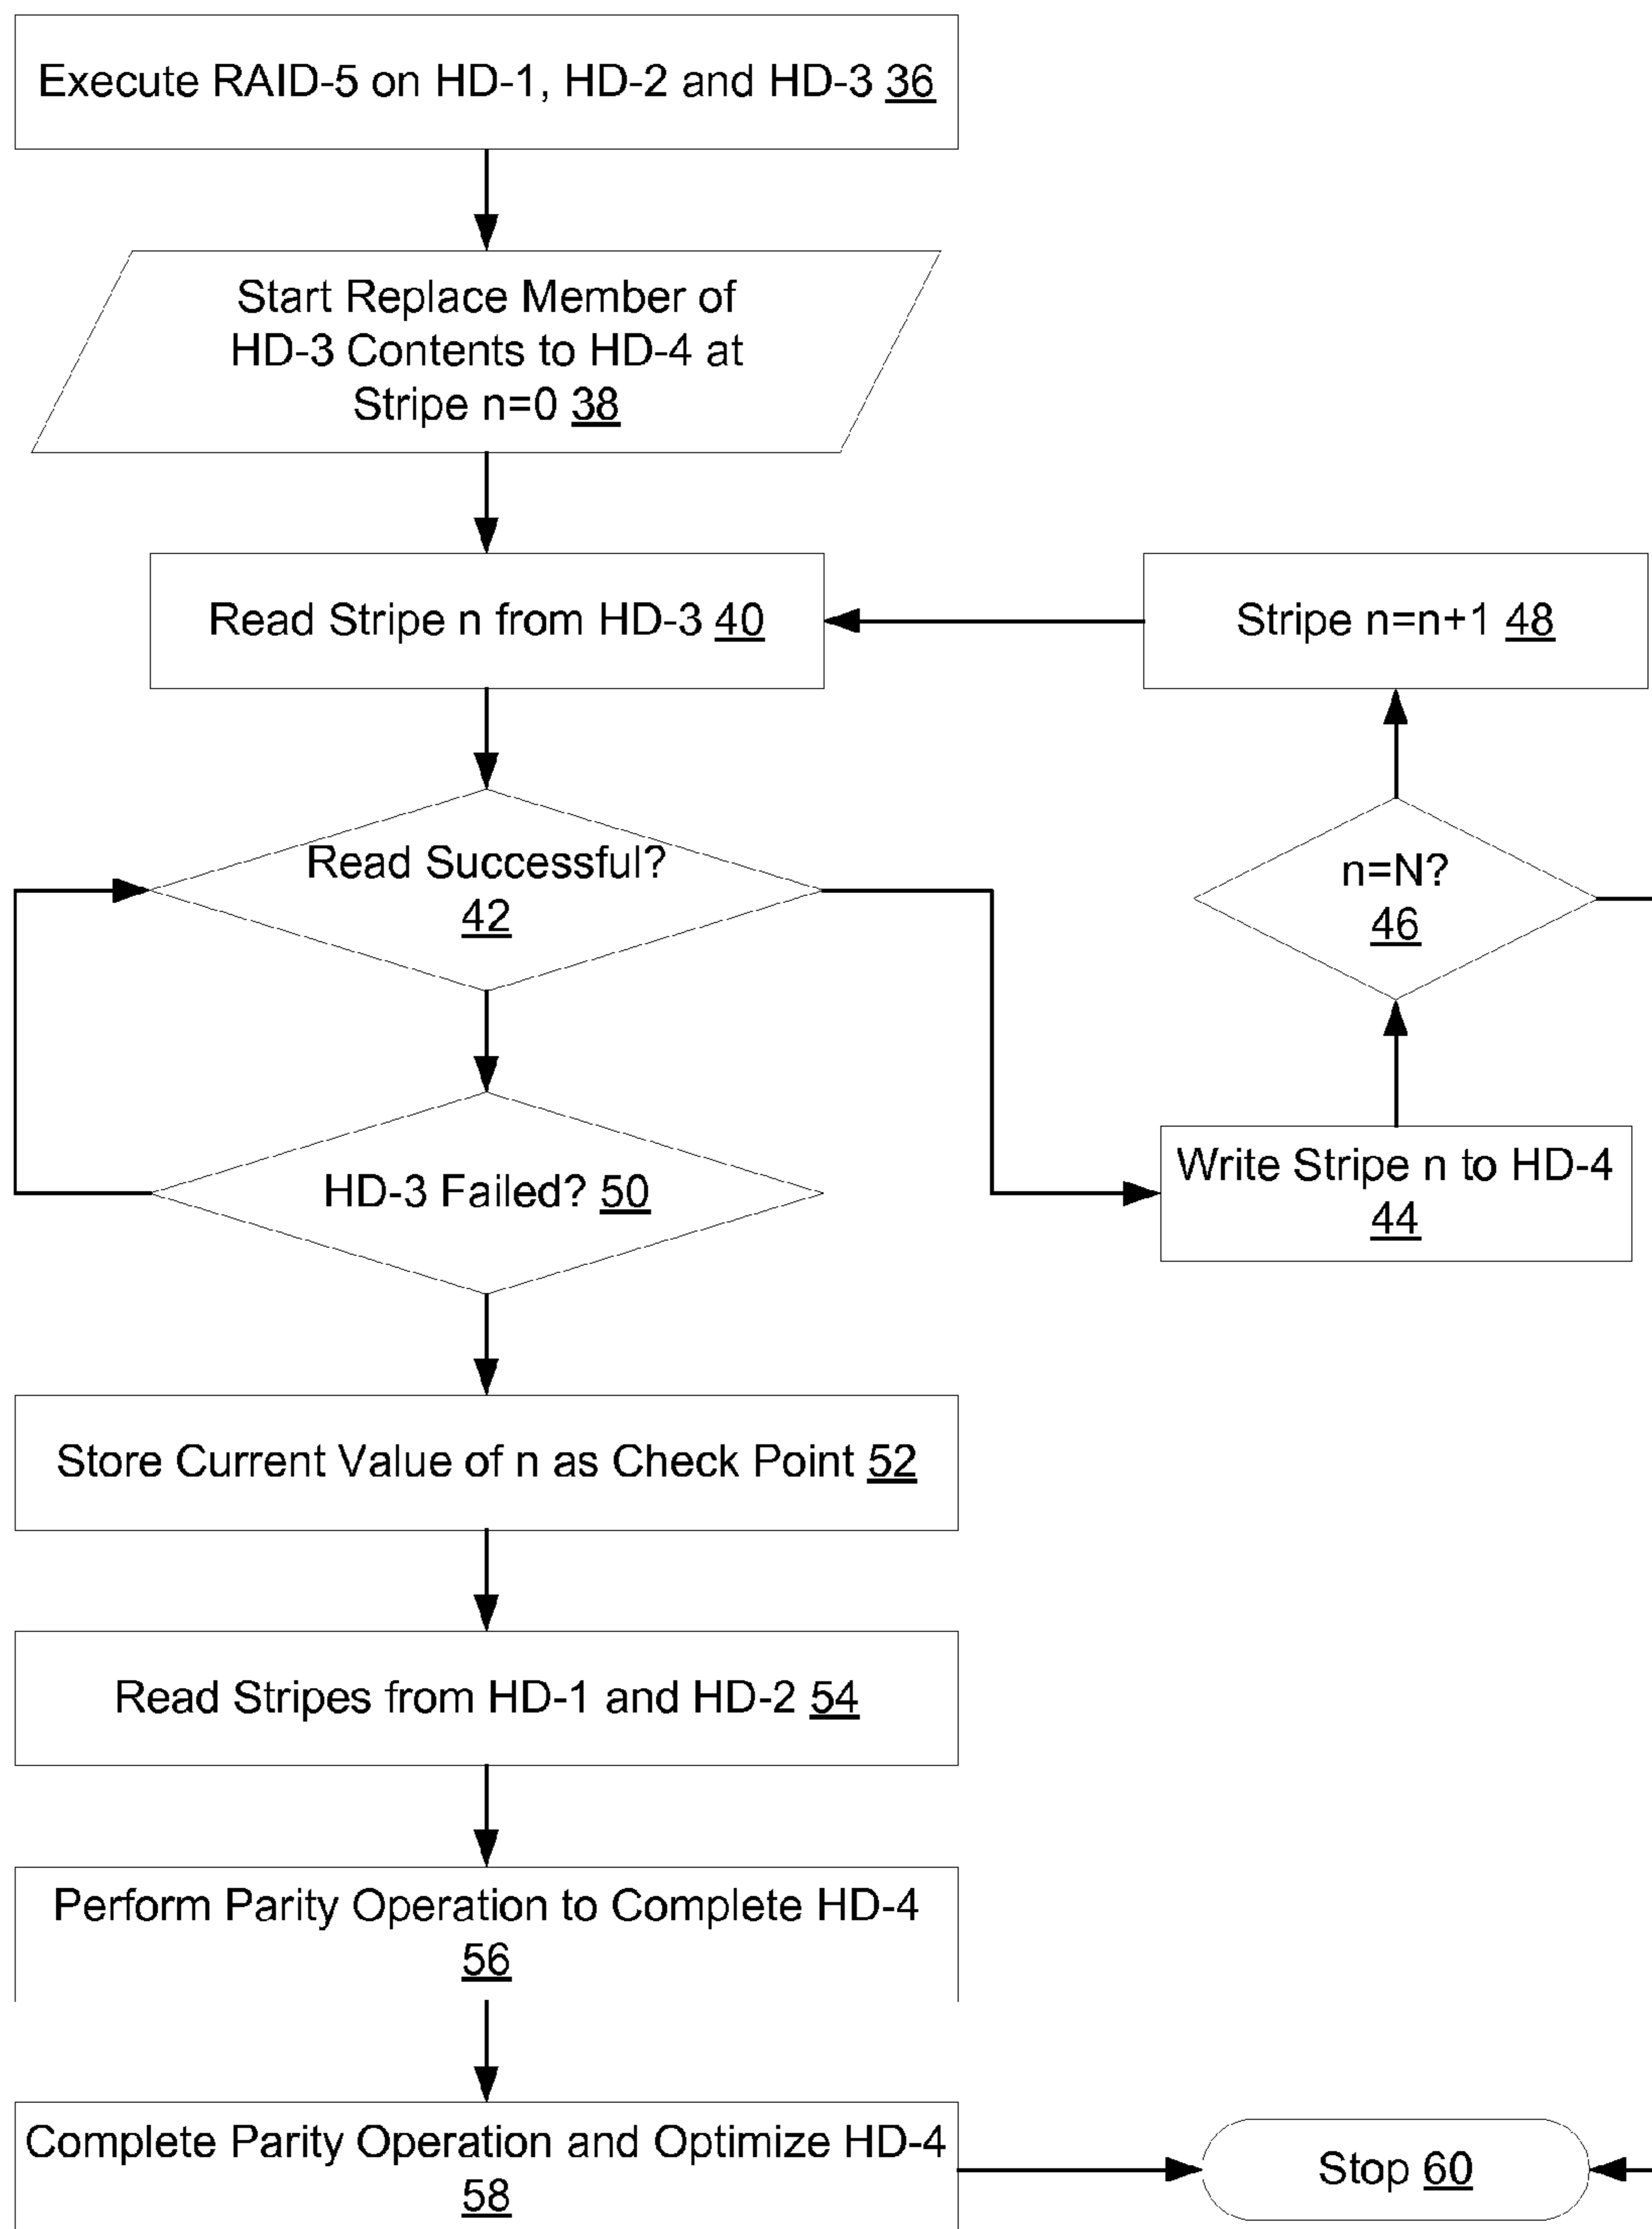 Execute RAID-5 on HD-1, HD-2 and HD-3 36
Start Replace Member of
HD-3 Contents to HD-4 at
Stripe n=0 38
Read Stripe n from HD-3 40
Stripe n=n+1 48
Read Successful?
42
n=N?
46
HD-3 Failed? 50
Write Stripe n to HD-4
44
Store Current Value of n as Check Point 52
Read Stripes from HD-1 and HD-2 54
Perform Parity Operation to Complete HD-4
56
Complete Parity Operation and Optimize HD-4
58
Stop 60